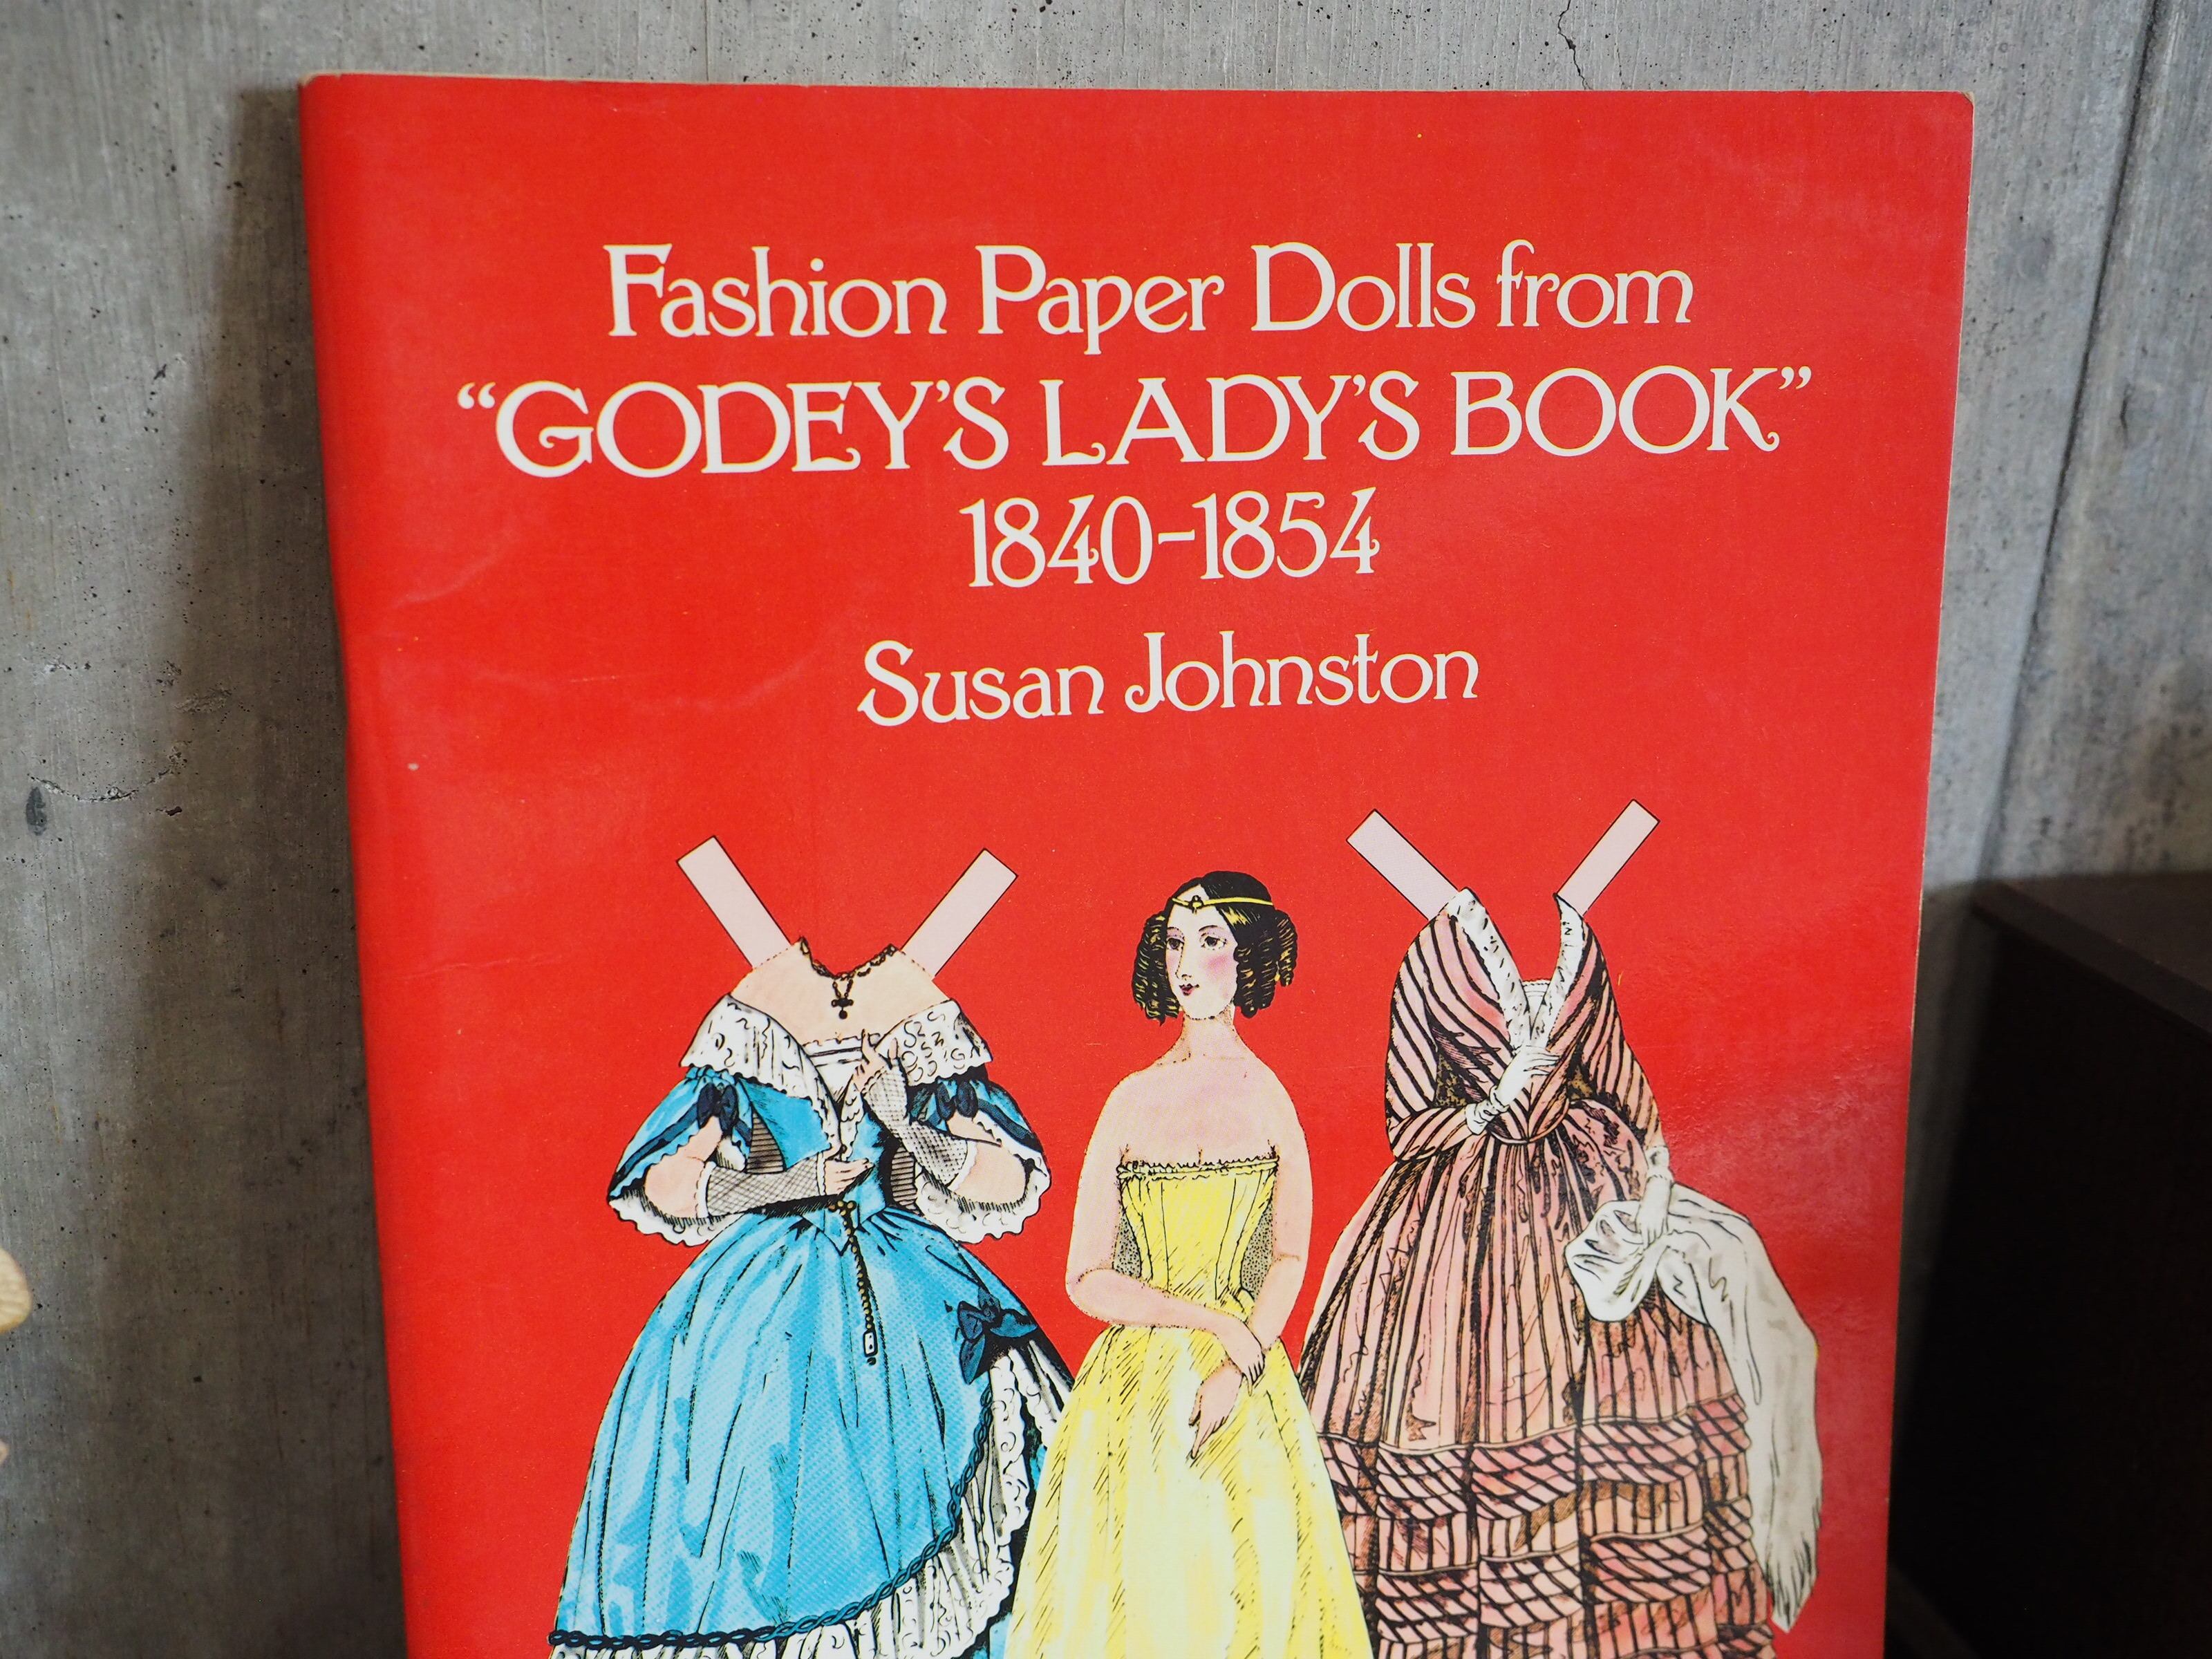 Fashion Paper Dolls from
“GODEY'S LADY'S BOOK”
1840-1854
Susan Johnston